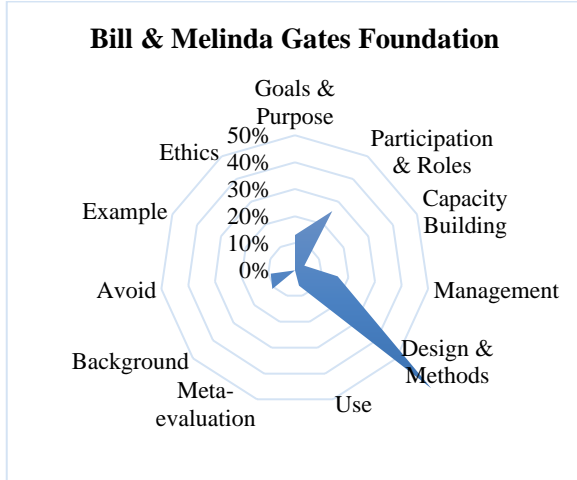 Bill & Melinda Gates Foundation
Goals &
Purpose
Participation
& Roles
Capacity
Building
Management
Design &
Methods
Use
Meta-
evaluation
Background
Avoid
Example
Ethics
50%
40%
30%
20%
10%
0%